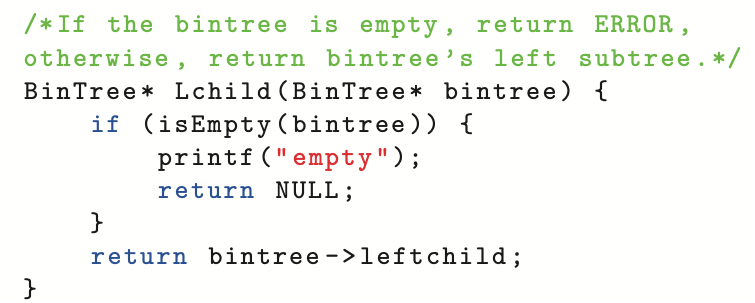 /*If the bintree is empty, return ERROR,
otherwise, return bintree's left subtree.*/
BinTree* Lchild(BinTree* bintree) {
    if (isEmpty(bintree)) {
        printf("empty");
        return NULL;
    }
    return bintree->leftchild;
}